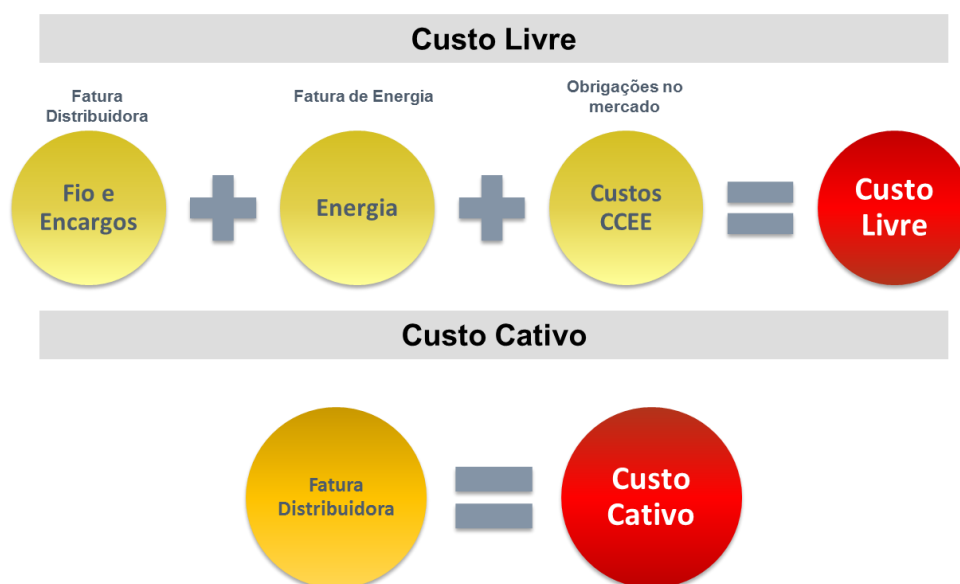 Custo Livre
Fatura
Distribuidora
Fatura de Energia
Obrigações no
mercado
Fio e
Encargos
Energia
Custos
CCEE
Custo
Livre
Custo Cativo
Fatura
Distribuidora
Custo
Cativo